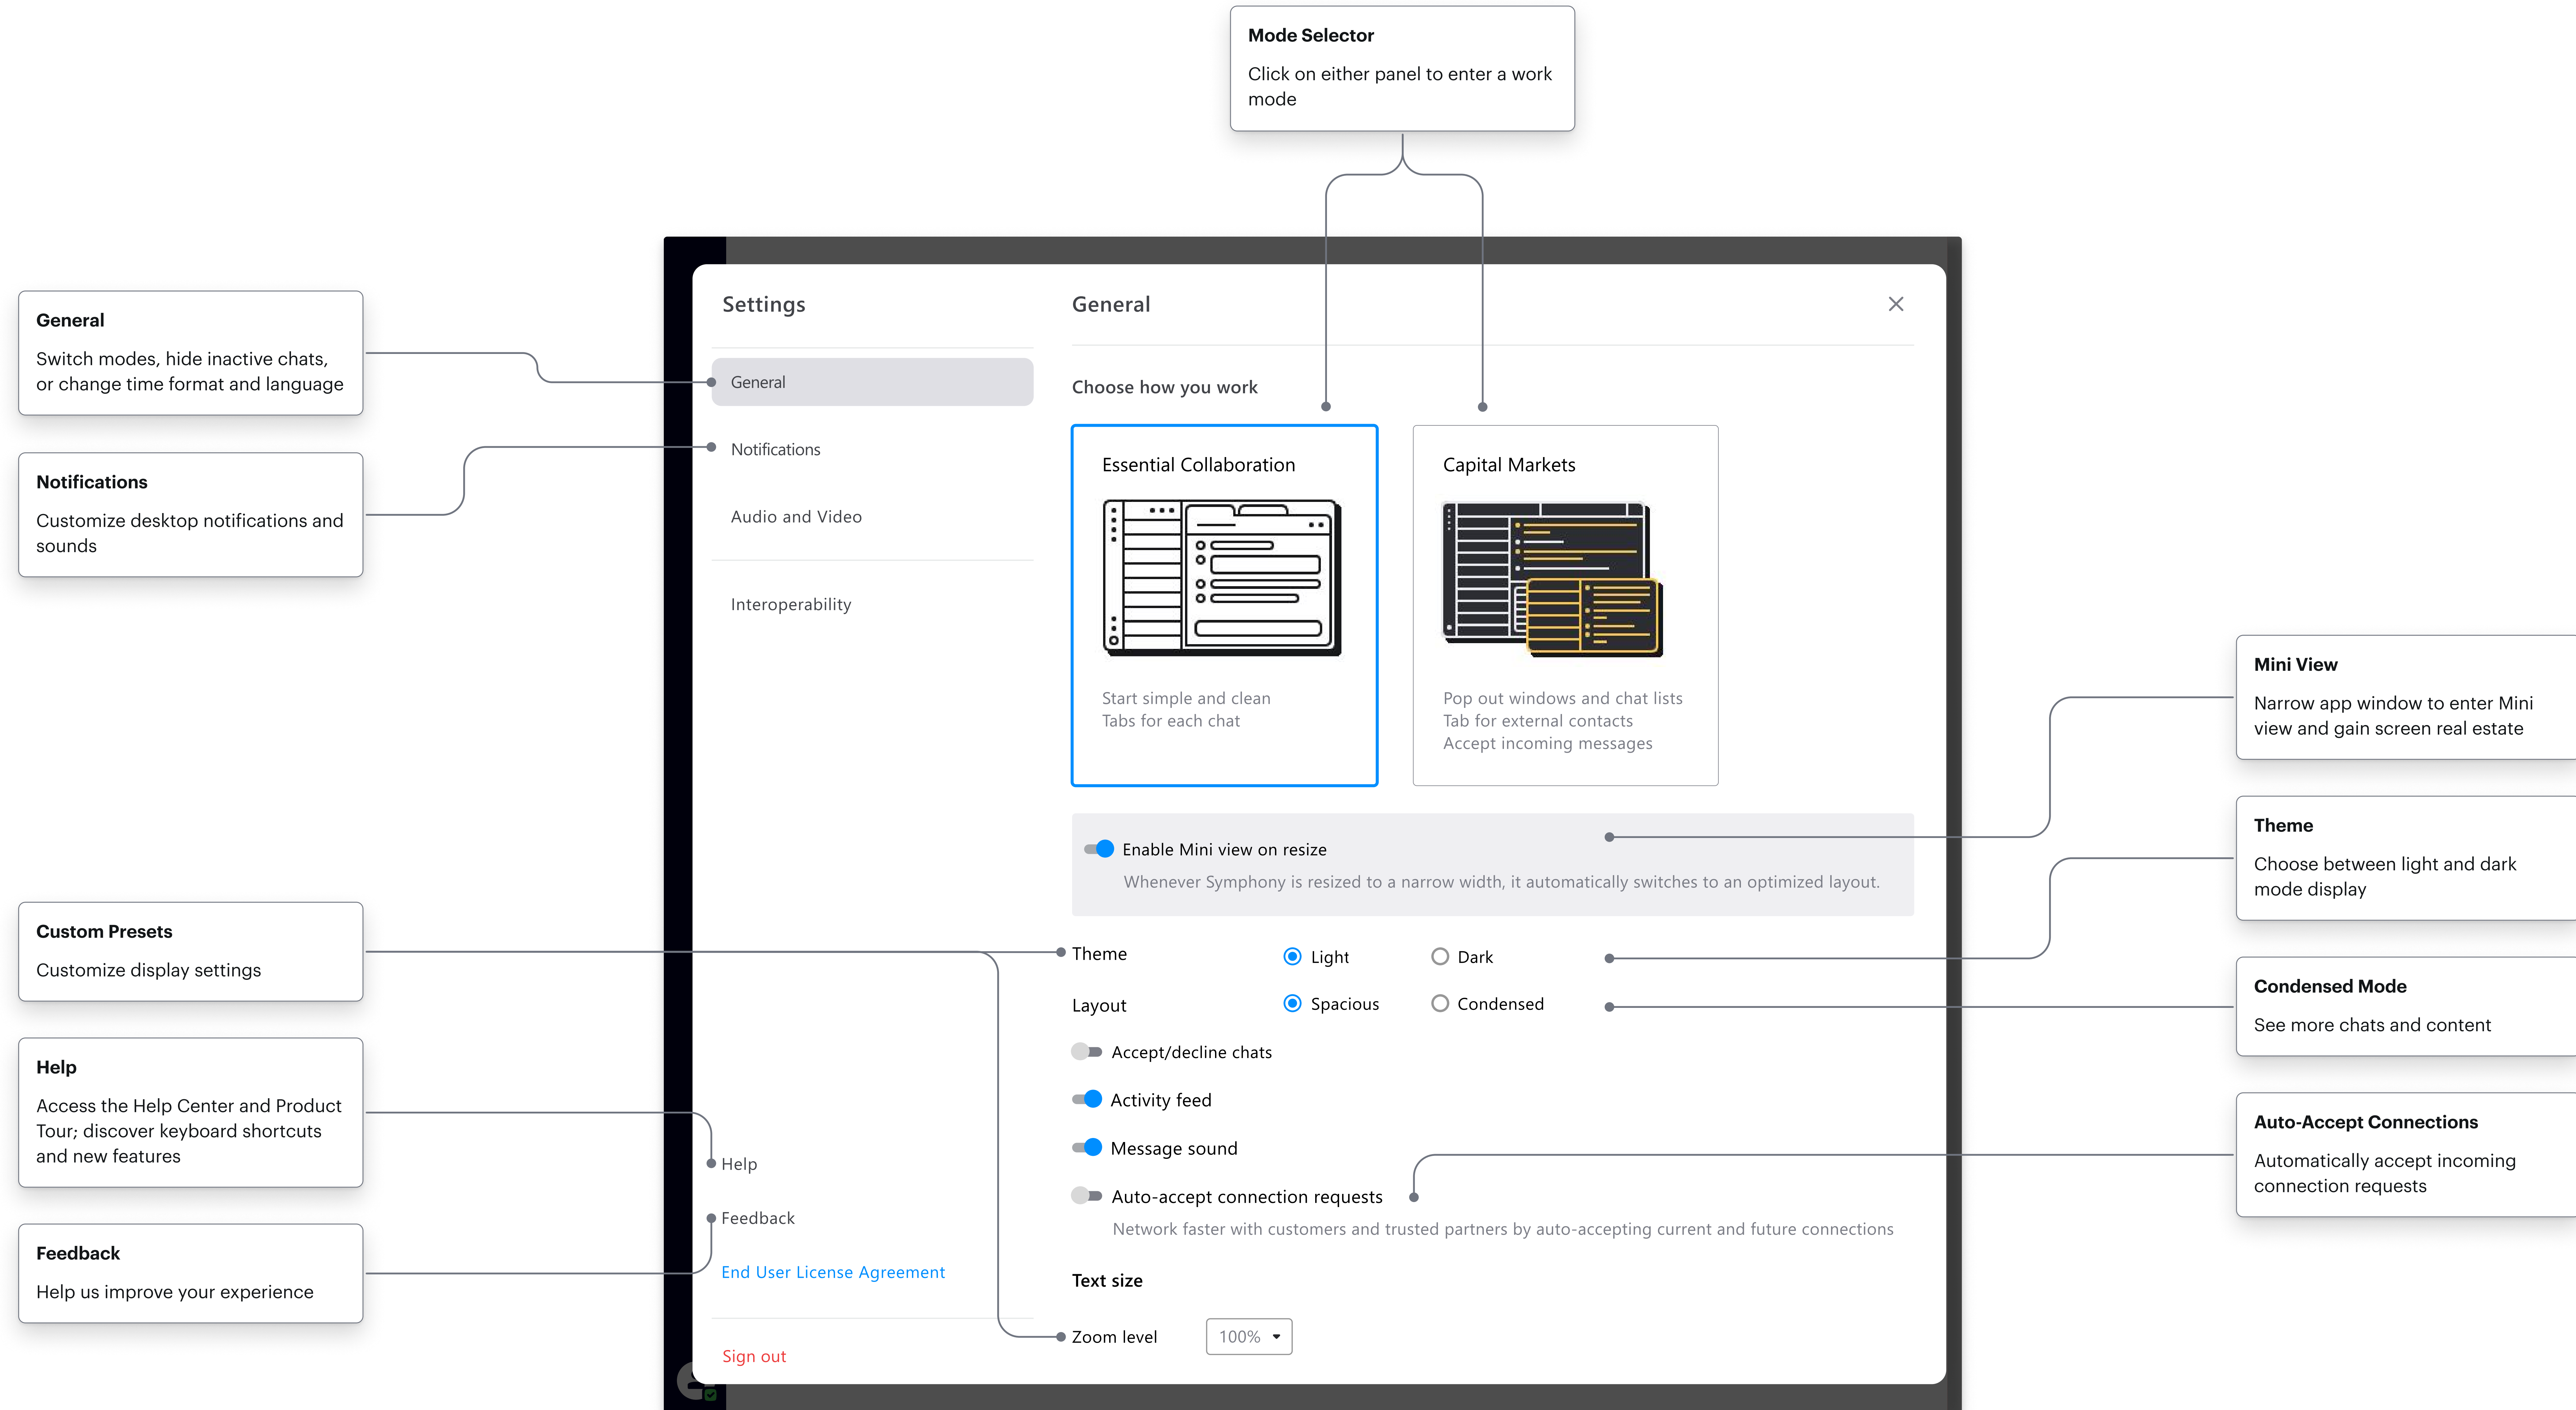 Mode Selector
Click on either panel to enter a work
mode
General
Switch modes, hide inactive chats,
or change time format and language
Notifications
Customize desktop notifications and
sounds
Custom Presets
Customize display settings
Help
Access the Help Center and Product
Tour; discover keyboard shortcuts
and new features
Feedback
Help us improve your experience
Settings
General
Notifications
Audio and Video
Interoperability
Help
Feedback
End User License Agreement
Sign out
General
Choose how you work
Essential Collaboration
Start simple and clean
Tabs for each chat
Capital Markets
Pop out windows and chat lists
Tab for external contacts
Accept incoming messages
Enable Mini view on resize
Whenever Symphony is resized to a narrow width, it automatically switches to an optimized layout.
Theme Light Dark
Layout Spacious Condensed
Accept/decline chats
Activity feed
Message sound
Auto-accept connection requests
Network faster with customers and trusted partners by auto-accepting current and future connections
Text size
Zoom level 100%
Mini View
Narrow app window to enter Mini
view and gain screen real estate
Theme
Choose between light and dark
mode display
Condensed Mode
See more chats and content
Auto-Accept Connections
Automatically accept incoming
connection requests